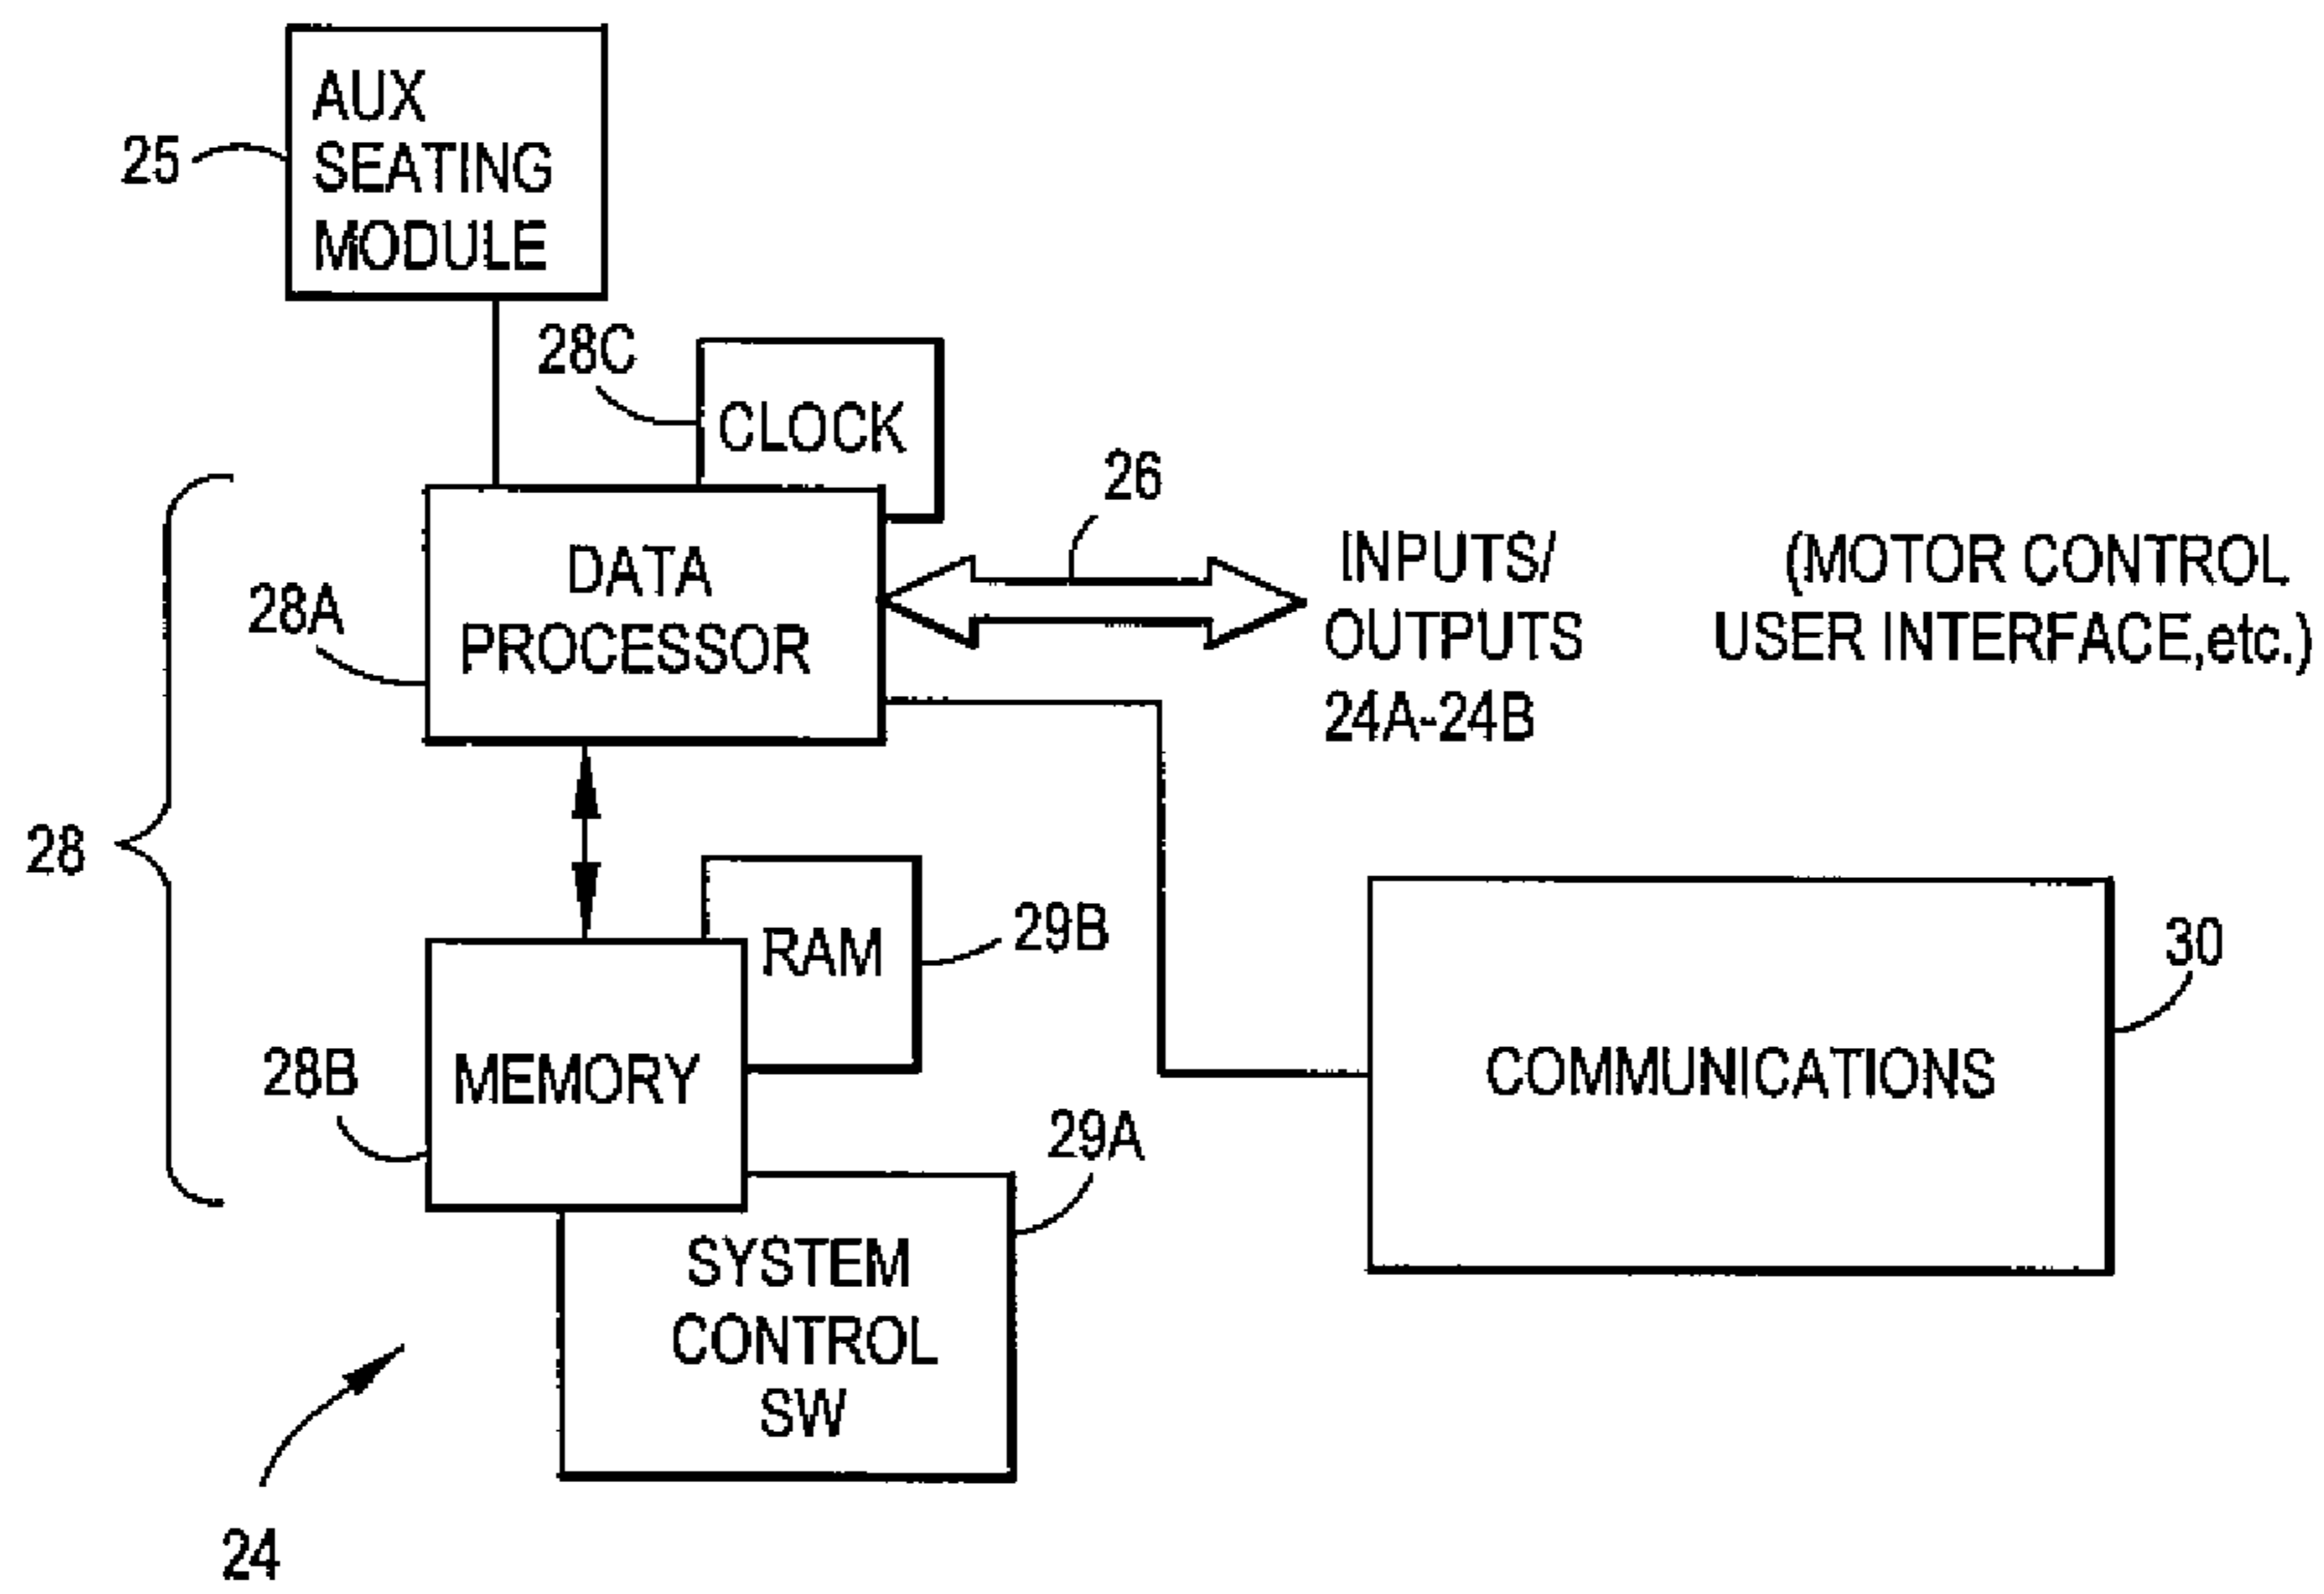 AUX
SEATING
MODULE
25
28C
CLOCK
26
DATA
PROCESSOR
28A
INPUTS/
OUTPUTS
24A-24B
(MOTOR CONTROL
USER INTERFACE,etc.)
28
RAM
29B
MEMORY
28B
29A
SYSTEM
CONTROL
SW
COMMUNICATIONS
30
24